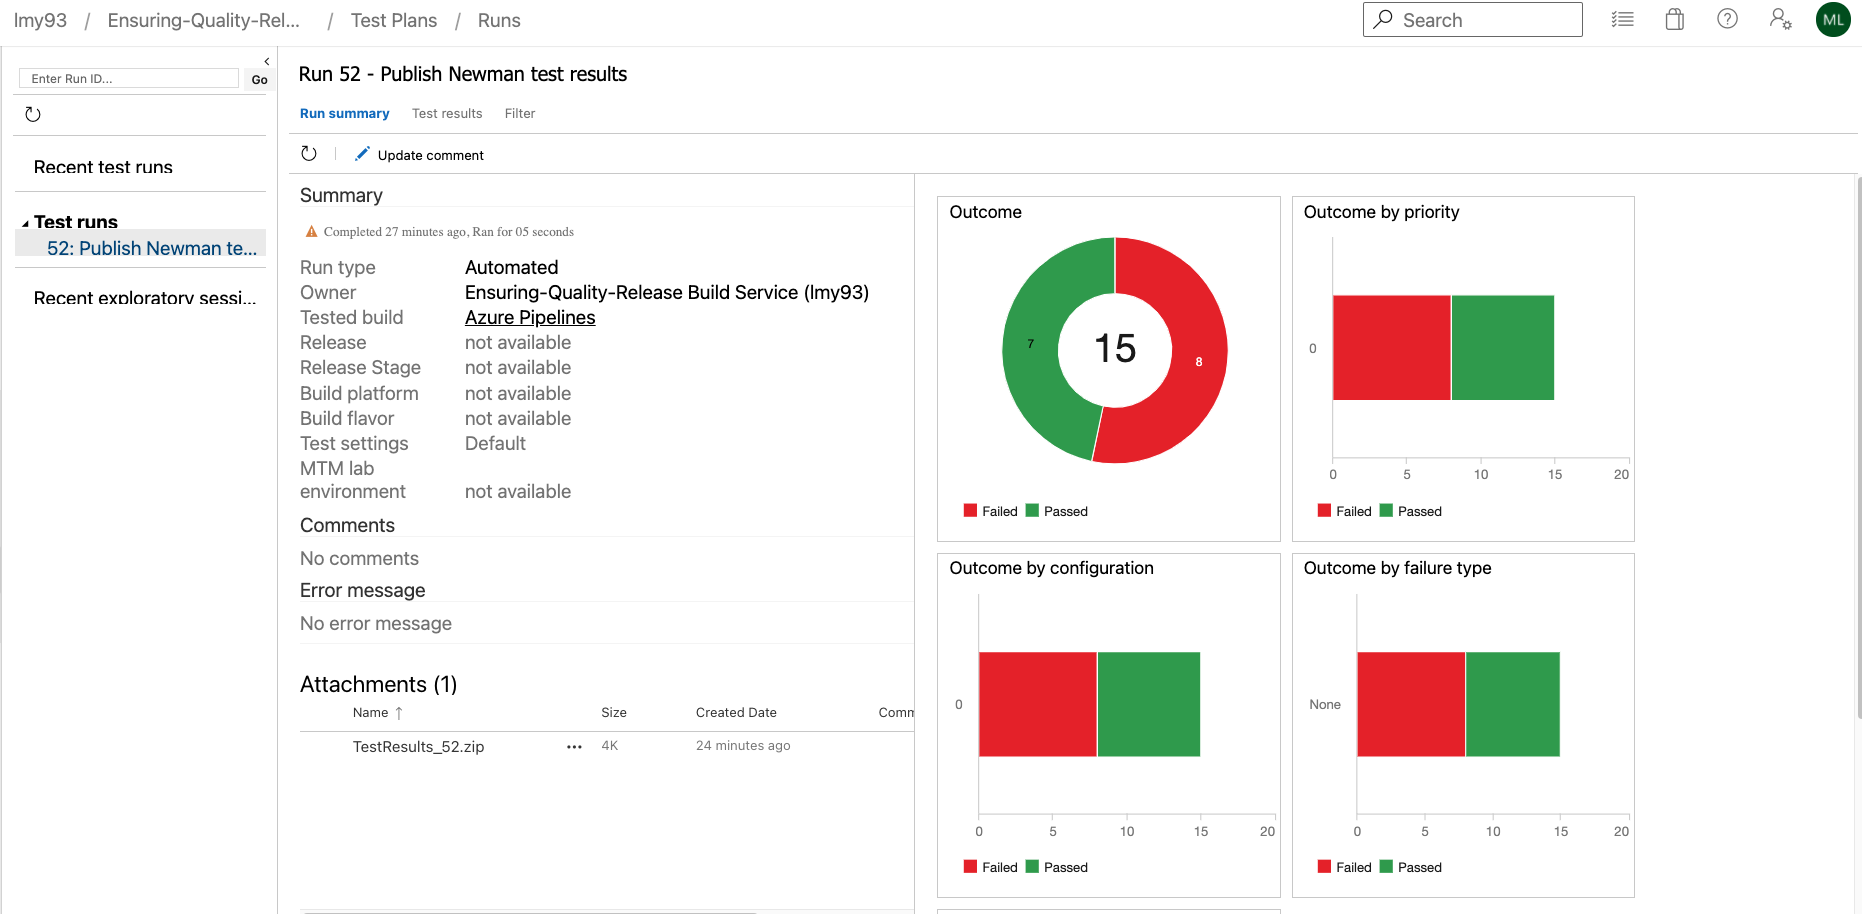 lmy93 / Ensuring-Quality-Rel... / Test Plans / Runs
Search
ML
Enter Run ID...
Go
Recent test runs
Test runs
52: Publish Newman te...
Recent exploratory sessi...
Run 52 - Publish Newman test results
Run summary Test results Filter
Update comment
Summary
Completed 27 minutes ago, Ran for 05 seconds
Run type Automated
Owner Ensuring-Quality-Release Build Service (lmy93)
Tested build Azure Pipelines
Release not available
Release Stage not available
Build platform not available
Build flavor not available
Test settings Default
MTM lab
environment not available
Comments
No comments
Error message
No error message
Attachments (1)
Name ↑ Size Created Date Comm
TestResults_52.zip ... 4K 24 minutes ago
Outcome
7
15
8
Failed Passed
Outcome by priority
0
0 5 10 15 20
Failed Passed
Outcome by configuration
0
0 5 10 15 20
Failed Passed
Outcome by failure type
None
0 5 10 15 20
Failed Passed